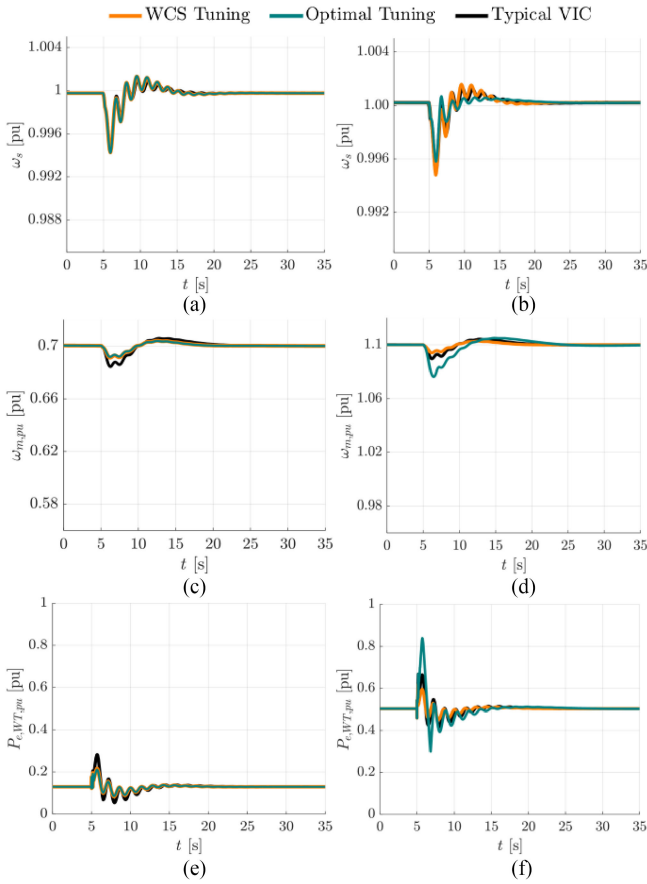 WCS Tuning Optimal Tuning Typical VIC
1.004
1
0.996
0.992
0.988
ω_s [pu]
0 5 10 15 20 25 30 35
t [s]
(a)
1.004
1.00
0.996
0.992
ω_s [pu]
0 5 10 15 20 25 30 35
t [s]
(b)
0.7
0.66
0.62
0.58
ω_{m,pu} [pu]
0 5 10 15 20 25 30 35
t [s]
(c)
1.1
1.06
1.02
0.98
ω_{m,pu} [pu]
0 5 10 15 20 25 30 35
t [s]
(d)
1
0.8
0.6
0.4
0.2
0
P_{e,WT,pu} [pu]
0 5 10 15 20 25 30 35
t [s]
(e)
1
0.8
0.6
0.4
0.2
0
P_{e,WT,pu} [pu]
0 5 10 15 20 25 30 35
t [s]
(f)